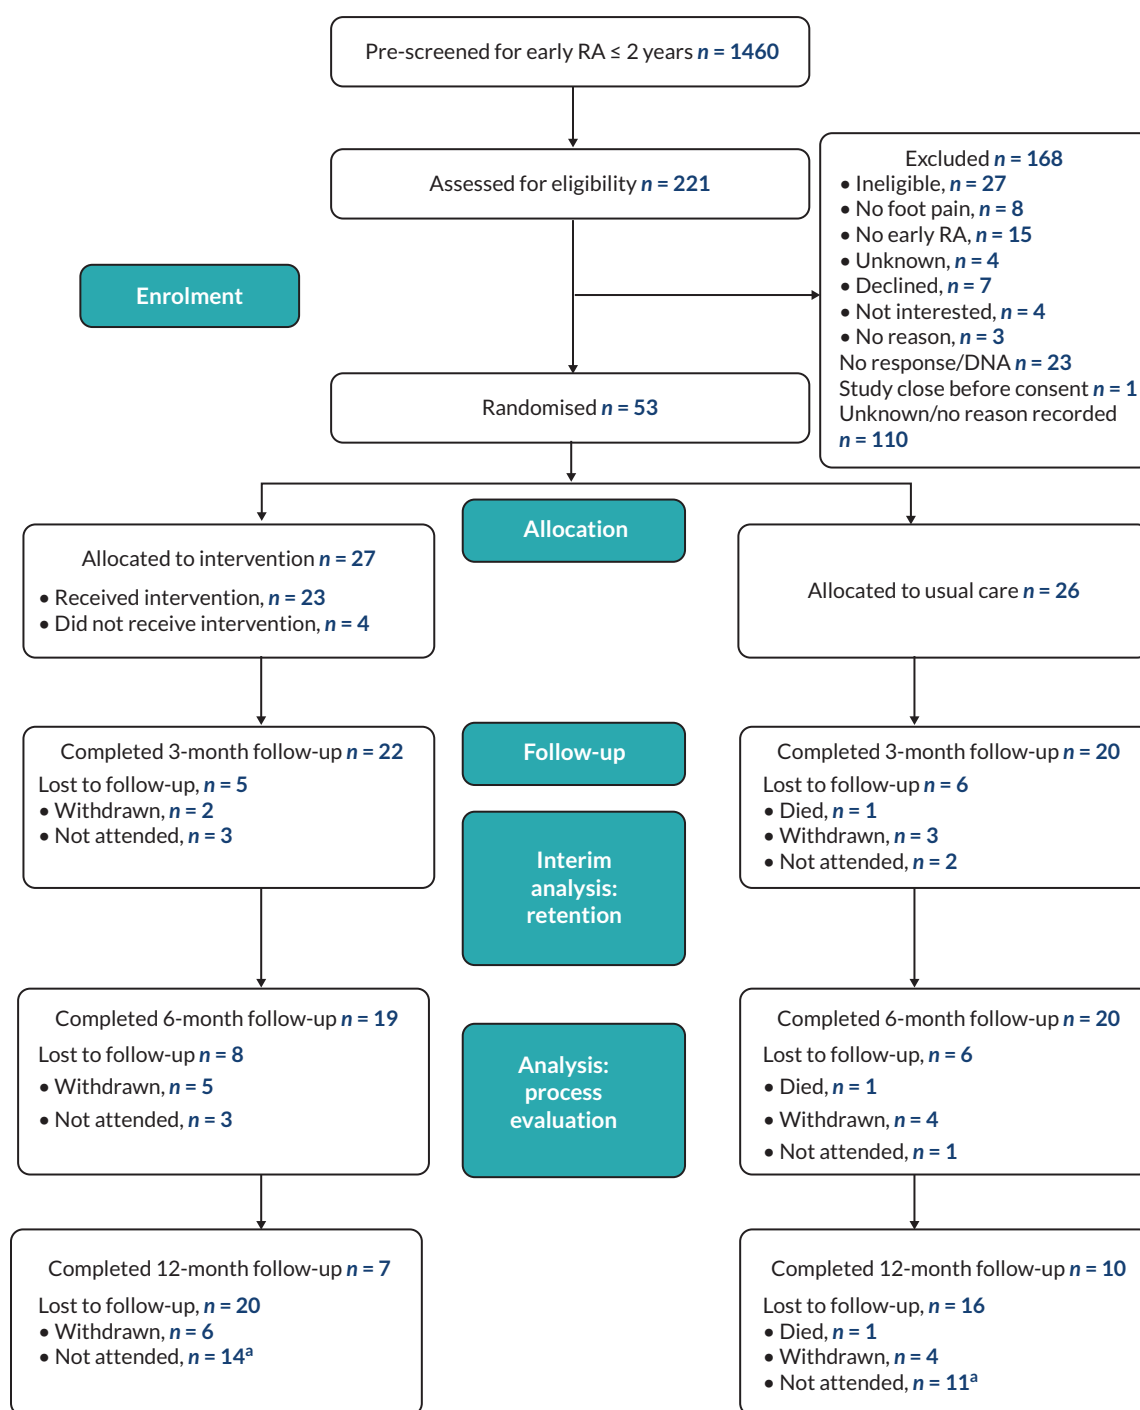 Pre-screened for early RA ≤ 2 years n = 1460
Assessed for eligibility n = 221
Excluded n = 168
• Ineligible, n = 27
• No foot pain, n = 8
• No early RA, n = 15
• Unknown, n = 4
• Declined, n = 7
• Not interested, n = 4
• No reason, n = 3
No response/DNA n = 23
Study close before consent n = 1
Unknown/no reason recorded
n = 110
Enrolment
Randomised n = 53
Allocation
Allocated to intervention n = 27
• Received intervention, n = 23
• Did not receive intervention, n = 4
Allocated to usual care n = 26
Follow-up
Completed 3-month follow-up n = 22
Lost to follow-up, n = 5
• Withdrawn, n = 2
• Not attended, n = 3
Completed 3-month follow-up n = 20
Lost to follow-up n = 6
• Died, n = 1
• Withdrawn, n = 3
• Not attended, n = 2
Interim
analysis:
retention
Completed 6-month follow-up n = 19
Lost to follow-up n = 8
• Withdrawn, n = 5
• Not attended, n = 3
Analysis:
process
evaluation
Completed 6-month follow-up n = 20
Lost to follow-up, n = 6
• Died, n = 1
• Withdrawn, n = 4
• Not attended, n = 1
Completed 12-month follow-up n = 7
Lost to follow-up, n = 20
• Withdrawn, n = 6
• Not attended, n = 14ᵃ
Completed 12-month follow-up n = 10
Lost to follow-up, n = 16
• Died, n = 1
• Withdrawn, n = 4
• Not attended, n = 11ᵃ